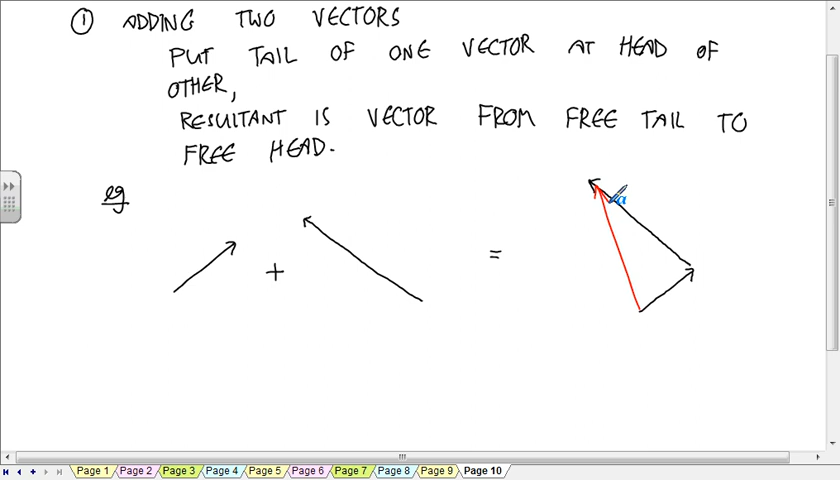 ① ADDING TWO VECTORS
PUT TAIL OF ONE VECTOR AT HEAD OF
OTHER,
RESULTANT IS VECTOR FROM FREE TAIL TO
FREE HEAD.
eg
+ =
a
Page 1 Page 2 Page 3 Page 4 Page 5 Page 6 Page 7 Page 8 Page 9 Page 10